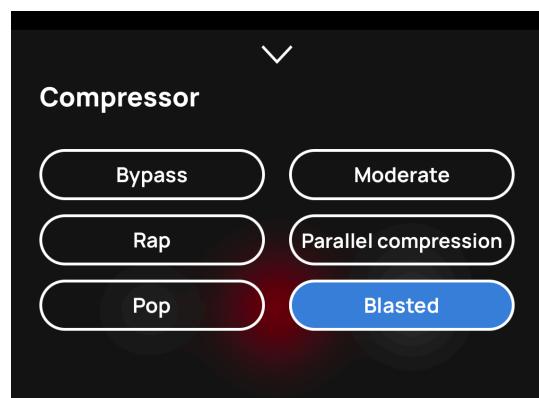 Compressor
Bypass
Moderate
Rap
Parallel compression
Pop
Blasted